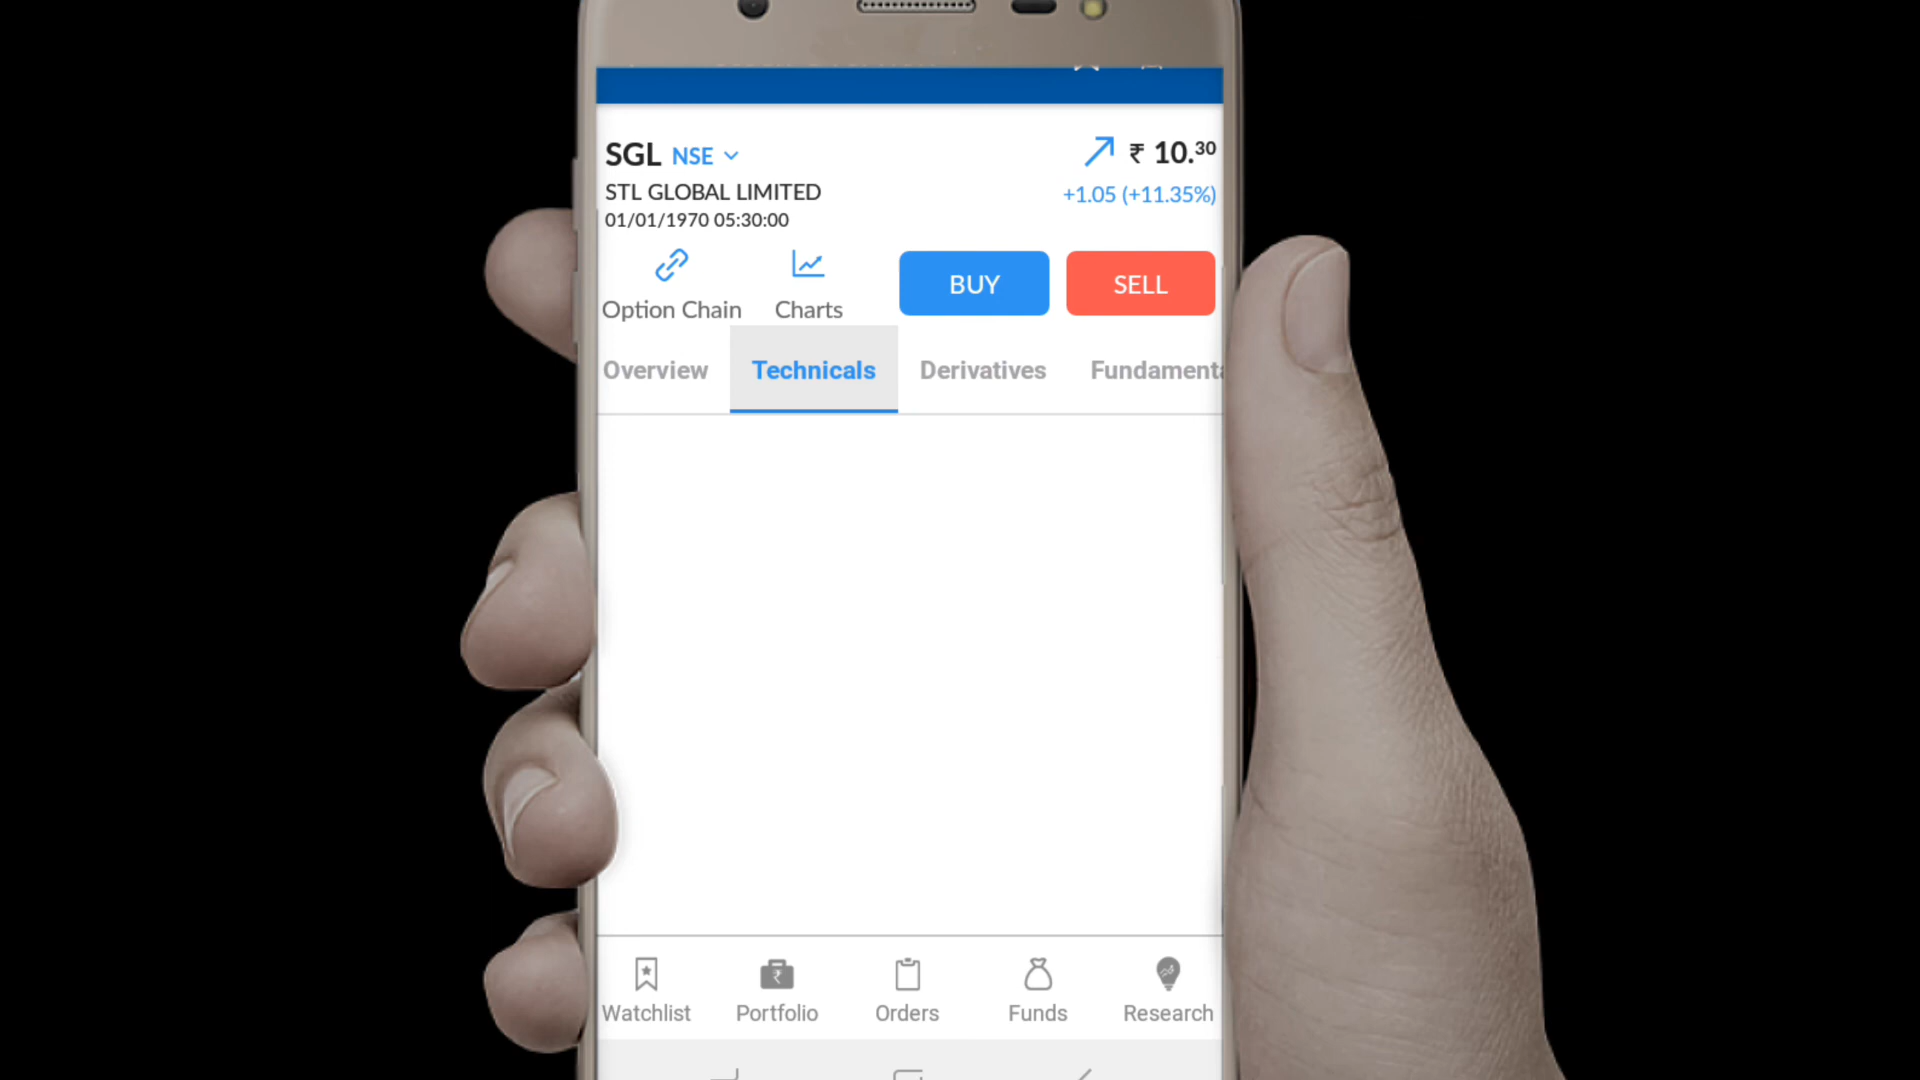 SGL NSE
₹ 10.30
STL GLOBAL LIMITED
+1.05 (+11.35%)
01/01/1970 05:30:00
Option Chain Charts BUY SELL
Overview Technicals Derivatives Fundamenta
Watchlist Portfolio Orders Funds Research